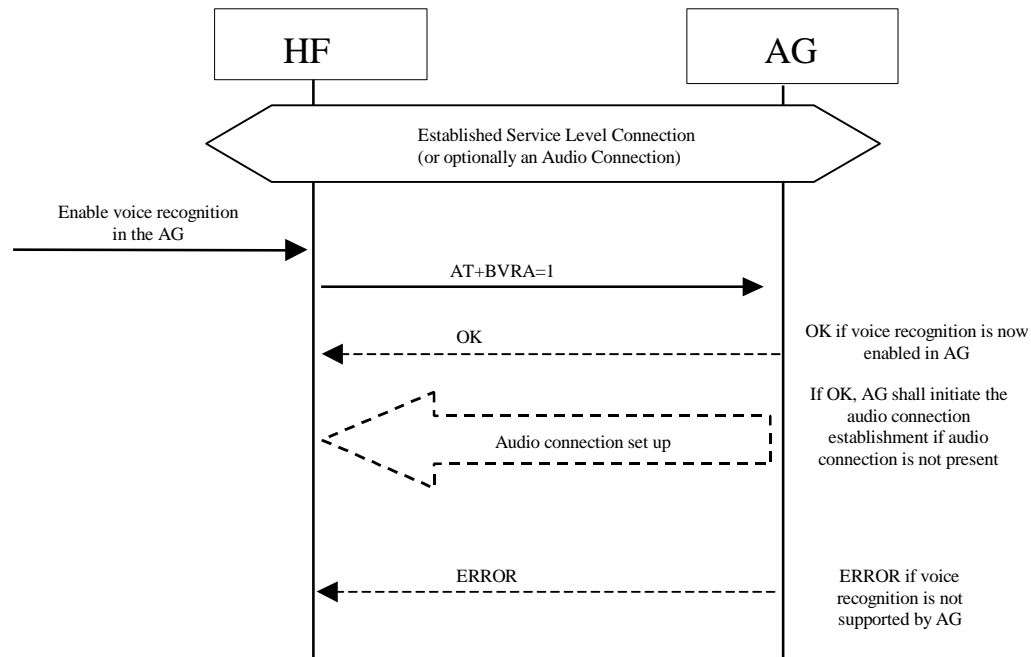 HF
AG
Established Service Level Connection
(or optionally an Audio Connection)
Enable voice recognition
in the AG
AT+BVRA=1
OK
OK if voice recognition is now
enabled in AG
If OK, AG shall initiate the
audio connection
establishment if audio
connection is not present
Audio connection set up
ERROR
ERROR if voice
recognition is not
supported by AG